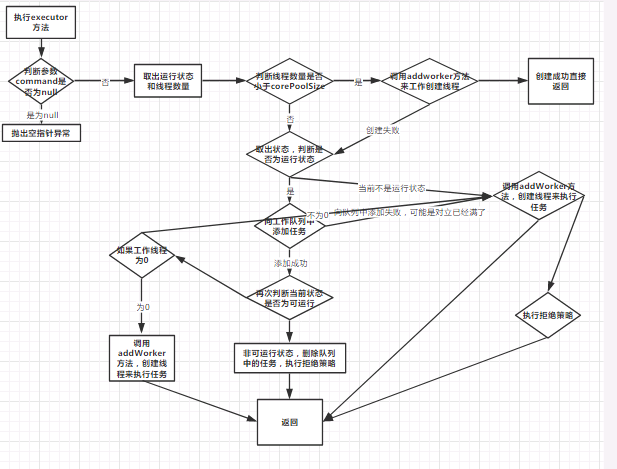 执行executor
方法
判断参数
command是
否为null
否
取出运行状态
和线程数量
判断线程数量是否
小于corePoolSize
是
调用addworker方法
来工作创建线程
创建成功直接
返回
是为null
抛出空指针异常
否
创建失败
取出状态，判断是
否为运行状态
当前不是运行状态
调用addWorker方
法，创建线程来执行
任务
是
不为0
向队列中添加失败，可能是对立已经满了
向工作队列中
添加任务
如果工作线程
为0
添加成功
再次判断当前状态
是否为可运行
为0
执行拒绝策略
调用
addWorker
方法，创建线
程来执行任务
非可运行状态，删除队列
中的任务，执行拒绝策略
返回